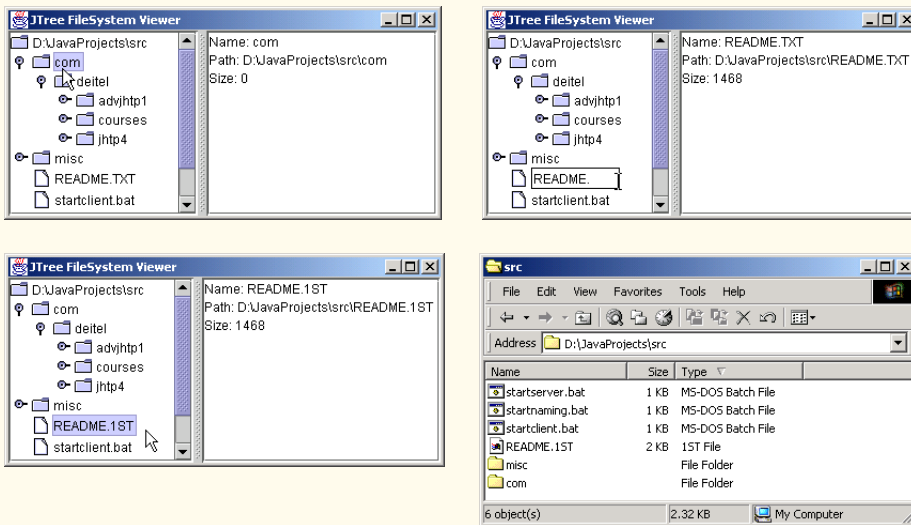 JTree FileSystem Viewer
D:\JavaProjects\src
com
deitel
advjhtp1
courses
jhtp4
misc
README.TXT
startclient.bat
Name: com
Path: D:\JavaProjects\src\com
Size: 0
JTree FileSystem Viewer
D:\JavaProjects\src
com
deitel
advjhtp1
courses
jhtp4
misc
README.
startclient.bat
Name: README.TXT
Path: D:\JavaProjects\src\README.TXT
Size: 1468
JTree FileSystem Viewer
D:\JavaProjects\src
com
deitel
advjhtp1
courses
jhtp4
misc
README.1ST
startclient.bat
Name: README.1ST
Path: D:\JavaProjects\src\README.1ST
Size: 1468
src
File Edit View Favorites Tools Help
Address D:\JavaProjects\src
Name Size Type
startserver.bat 1 KB MS-DOS Batch File
startnaming.bat 1 KB MS-DOS Batch File
startclient.bat 1 KB MS-DOS Batch File
README.1ST 2 KB 1ST File
misc File Folder
com File Folder
6 object(s) 2.32 KB My Computer